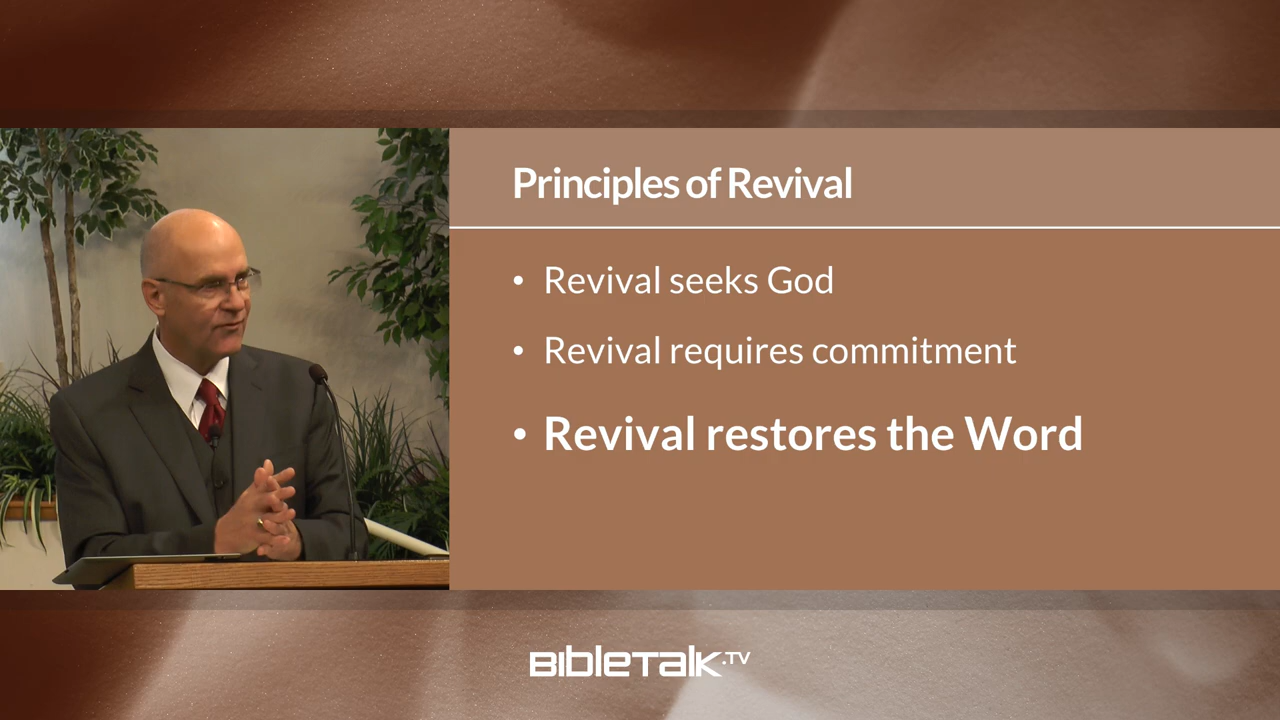 Principles of Revival
• Revival seeks God
• Revival requires commitment
• Revival restores the Word
BibleTalk.TV